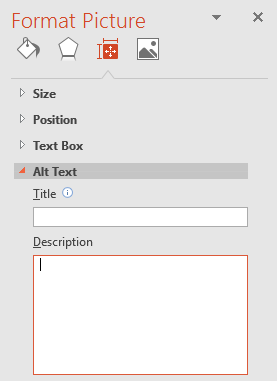 Format Picture
Size
Position
Text Box
Alt Text
Title
Description